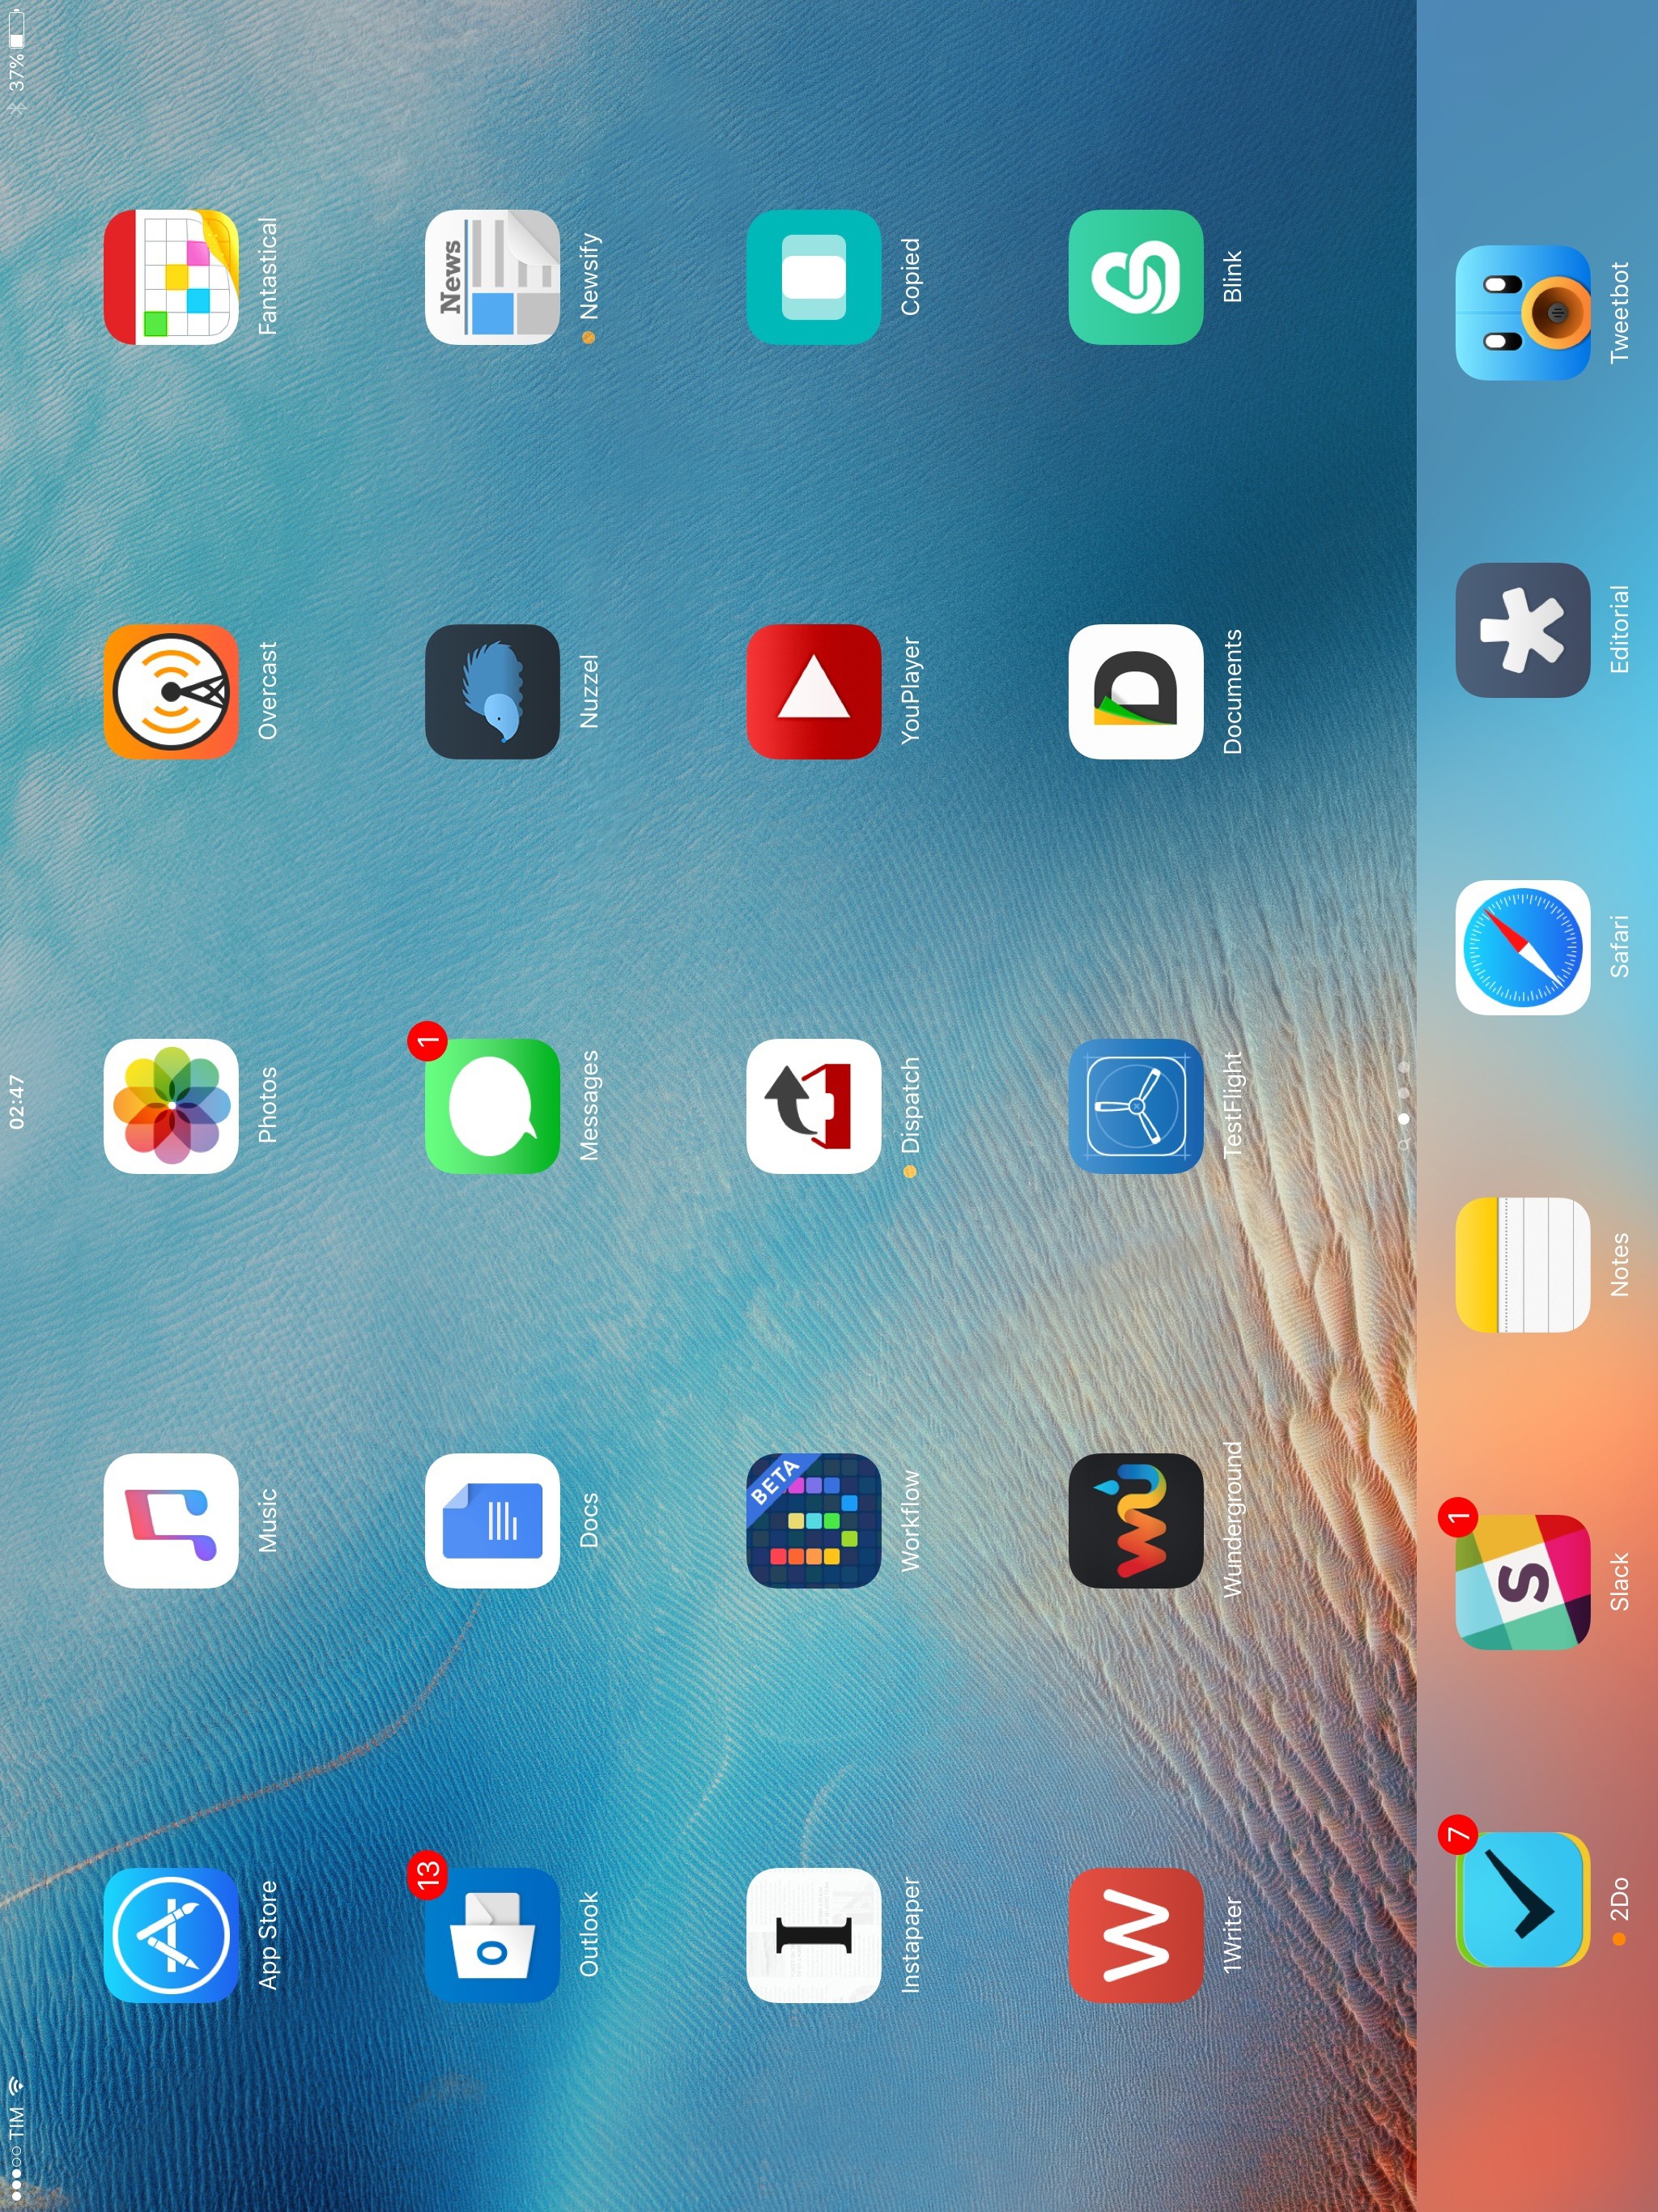 TIM 02:47 37%
App Store Music Photos Overcast Fantastical
13 1 News
Outlook Docs Messages Nuzzel Newsify
I BETA
Instapaper Workflow Dispatch YouPlayer Copied
W D
1Writer Wunderground TestFlight Documents Blink
7 1 S
2Do Slack Notes Safari Editorial Tweetbot